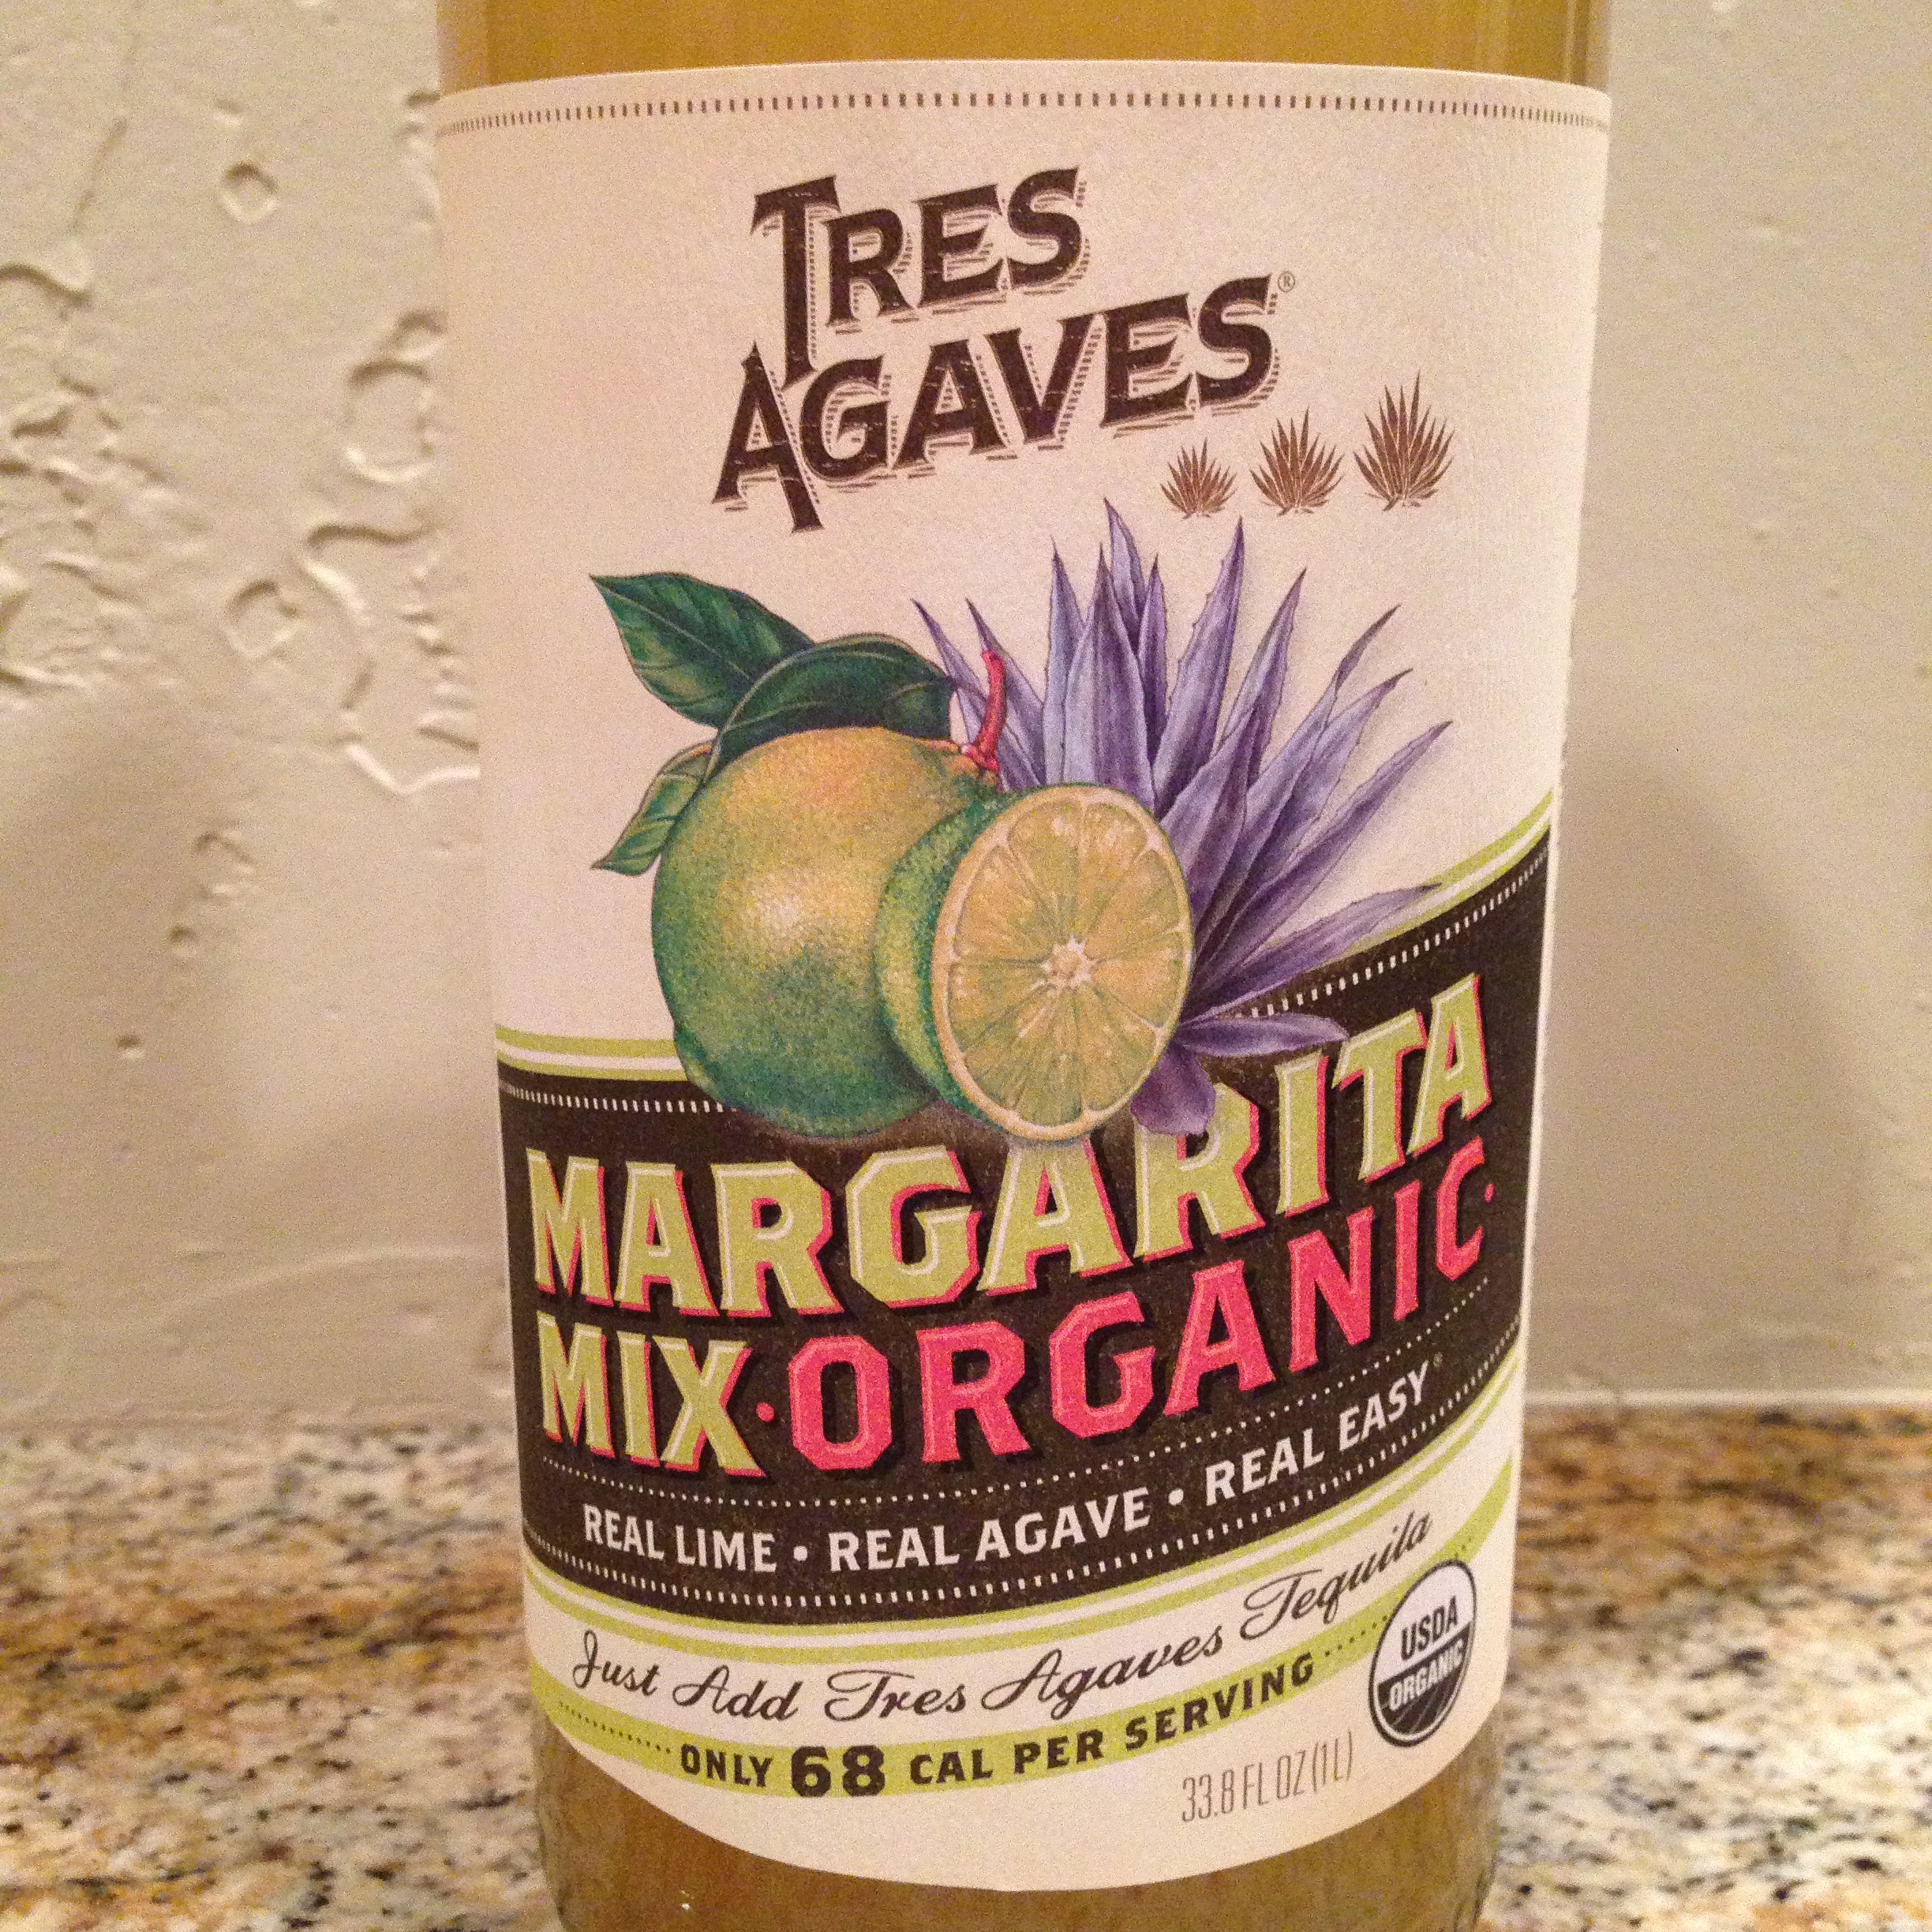 TRES
AGAVES®
MARGARITA
MIX·ORGANIC·
REAL LIME • REAL AGAVE • REAL EASY®
Just Add Tres Agaves Tequila
ONLY 68 CAL PER SERVING
USDA
ORGANIC
33.8 FL OZ (1L)